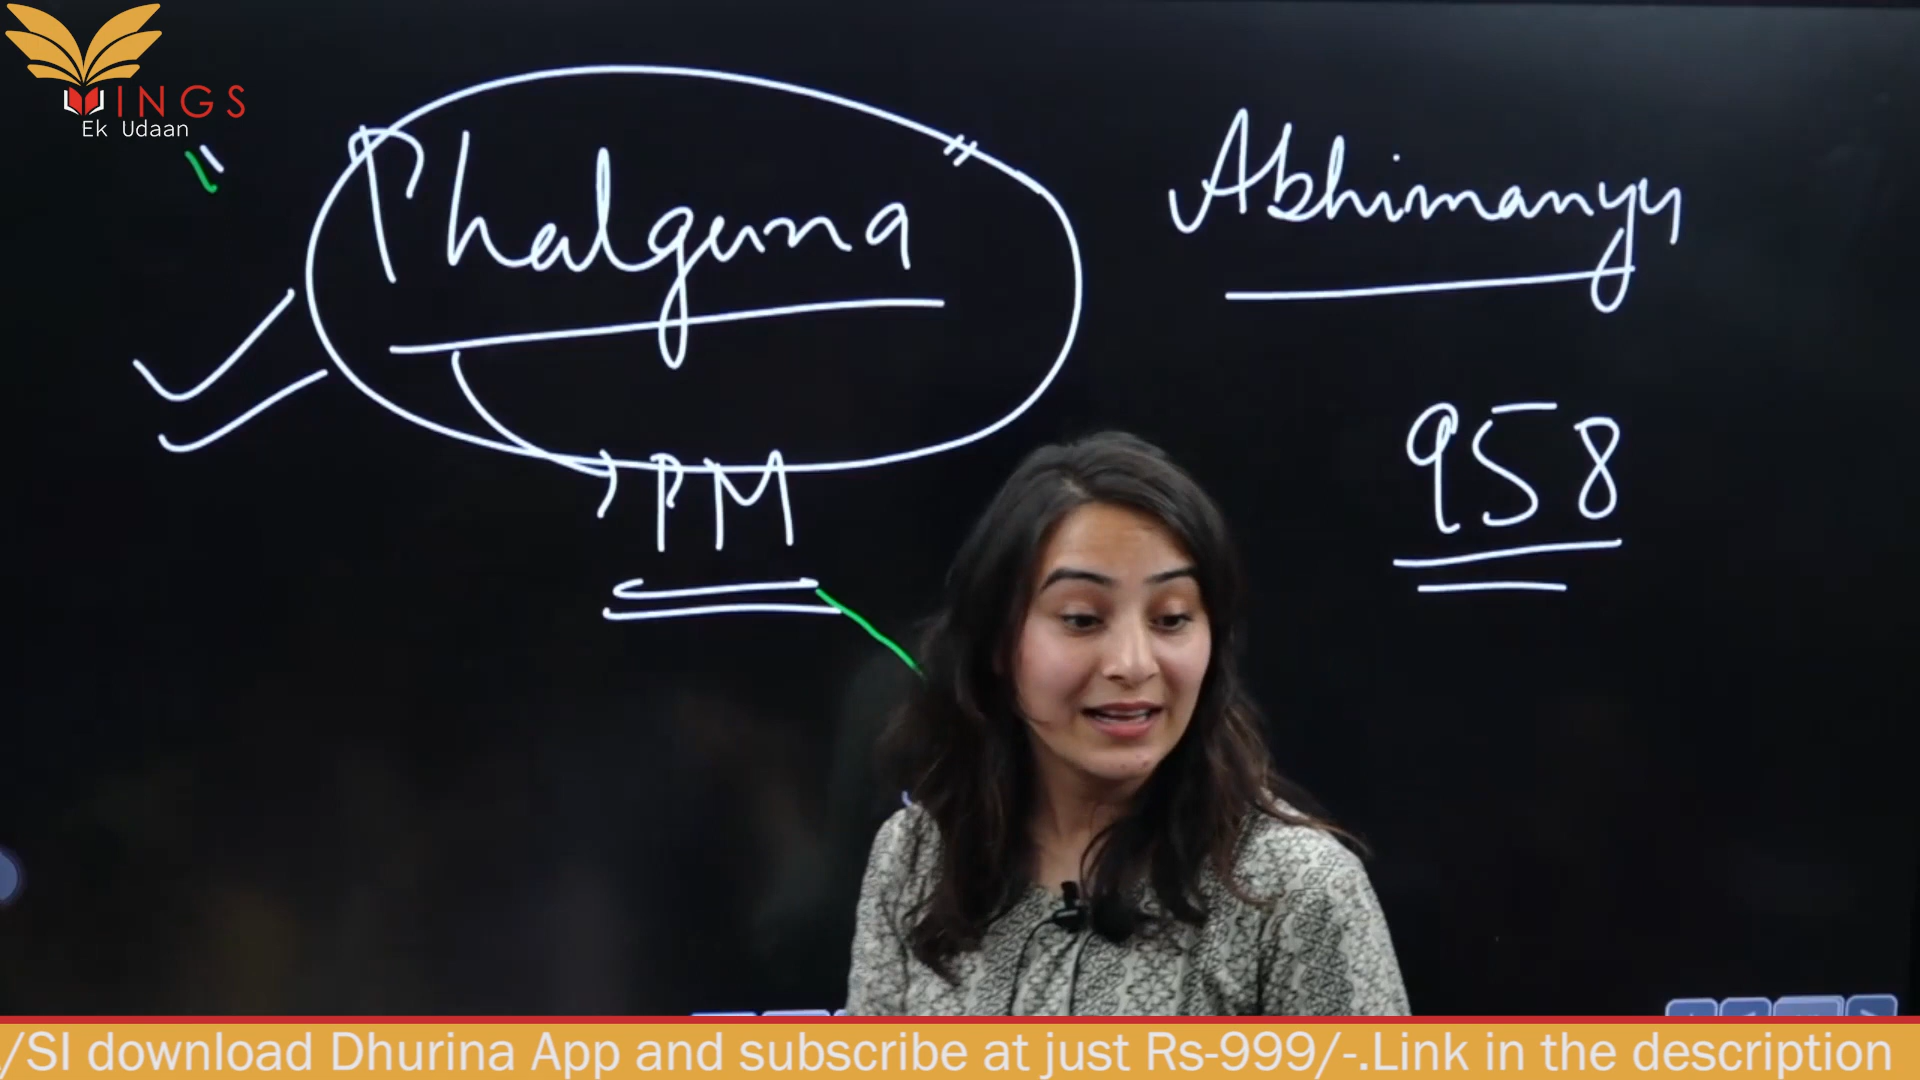 WINGS
Ek Udaan
Phalguna
Abhimanyu
PM
958
/SI download Dhurina App and subscribe at just Rs-999/-.Link in the description